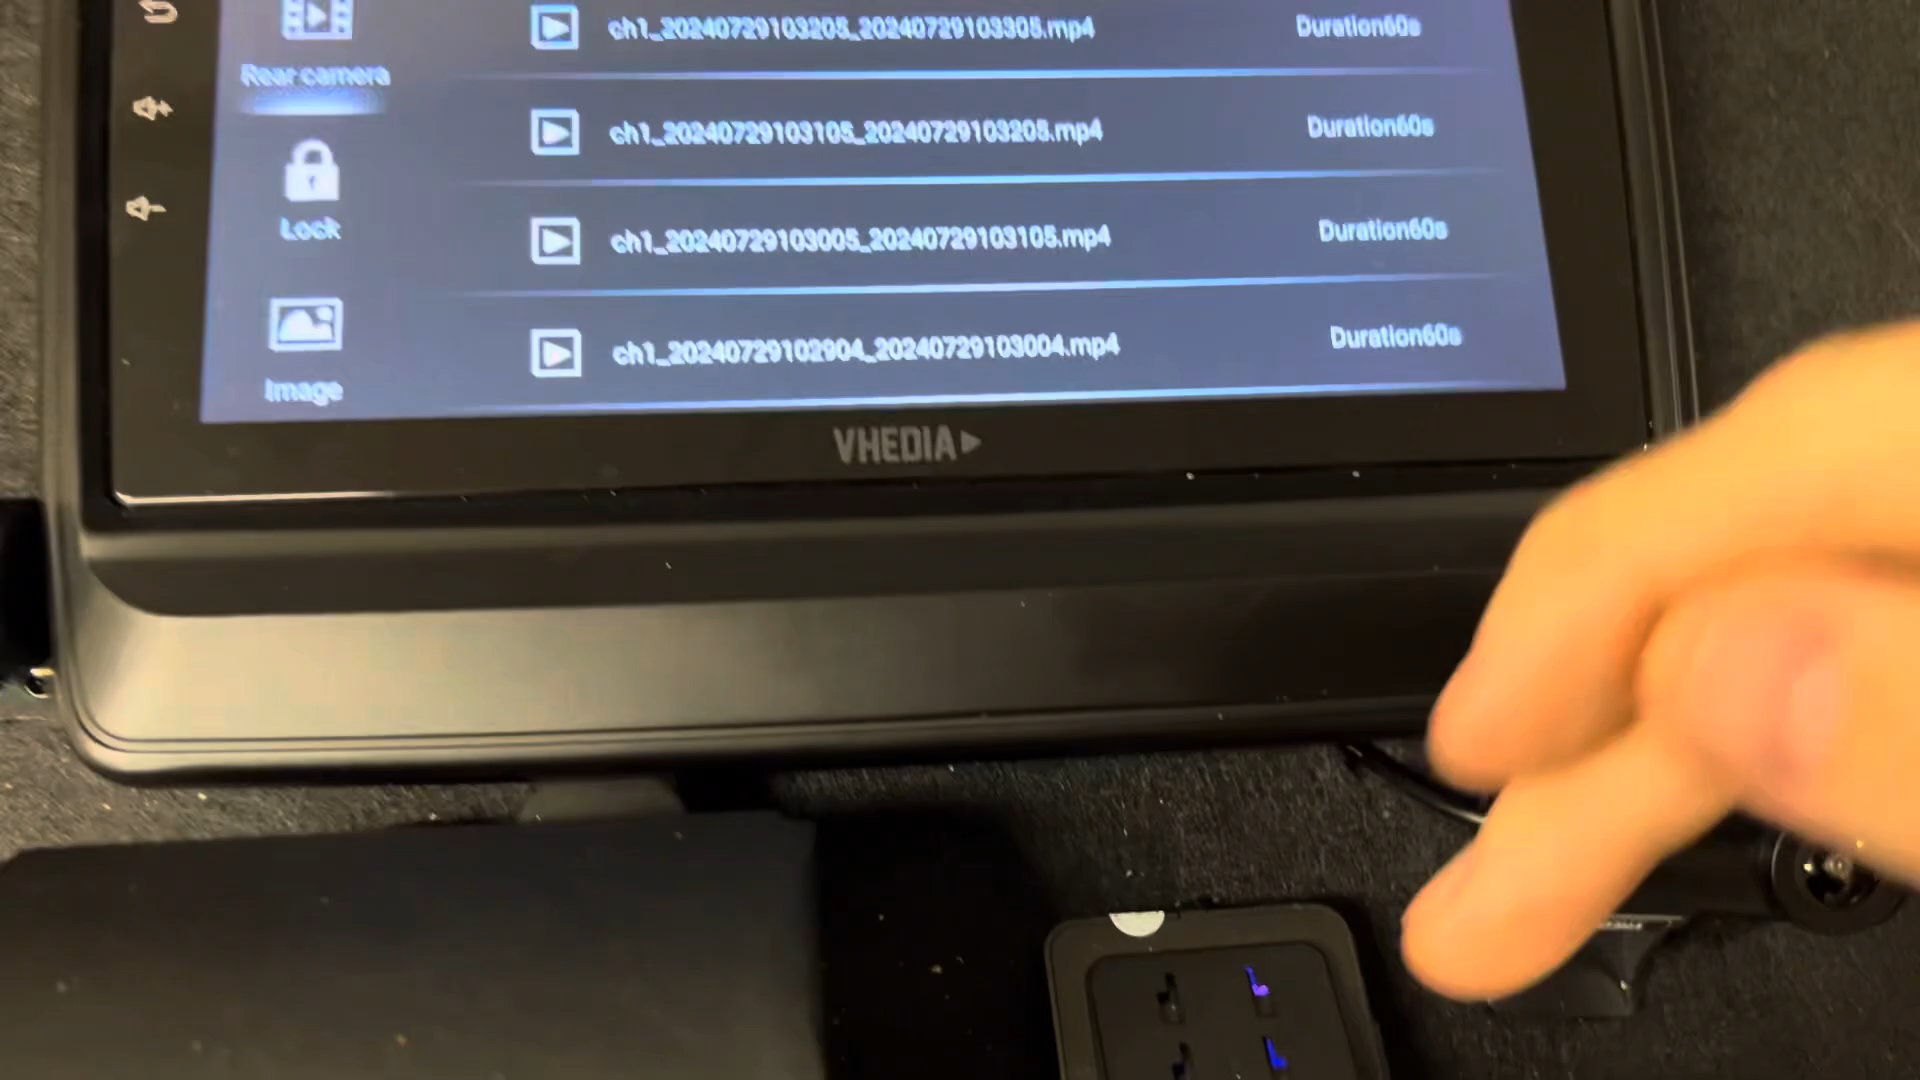 Rear camera
Lock
Image
ch1_20240729103205_20240729103305.mp4 Duration60s
ch1_20240729103105_20240729103205.mp4 Duration60s
ch1_20240729103005_20240729103105.mp4 Duration60s
ch1_20240729102904_20240729103004.mp4 Duration60s
VHEDIA